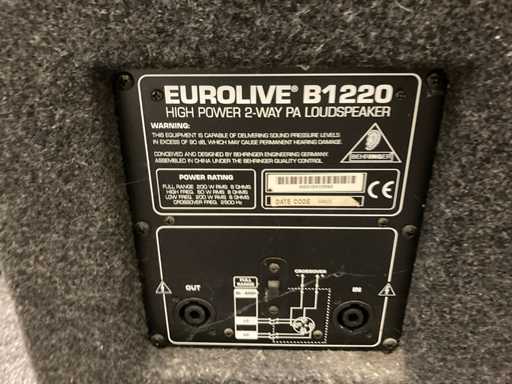 EUROLIVE® B1220
HIGH POWER 2-WAY PA LOUDSPEAKER
WARNING:
THIS EQUIPMENT IS CAPABLE OF DELIVERING SOUND PRESSURE LEVELS
IN EXCESS OF 90 dB, WHICH MAY CAUSE PERMANENT HEARING DAMAGE.
CONCEIVED AND DESIGNED BY BEHRINGER ENGINEERING GERMANY.
ASSEMBLED IN CHINA UNDER BEHRINGER QUALITY CONTROL.
BEHRINGER
POWER RATING
FULL RANGE 200 W RMS 8 OHMS
HIGH FREQ. 50 W RMS 8 OHMS
LOW FREQ. 200 W RMS 8 OHMS
CROSSOVER FREQ. 2500 Hz
DATE CODE
CE
FULL
RANGE
CROSSOVER
OUT
IN